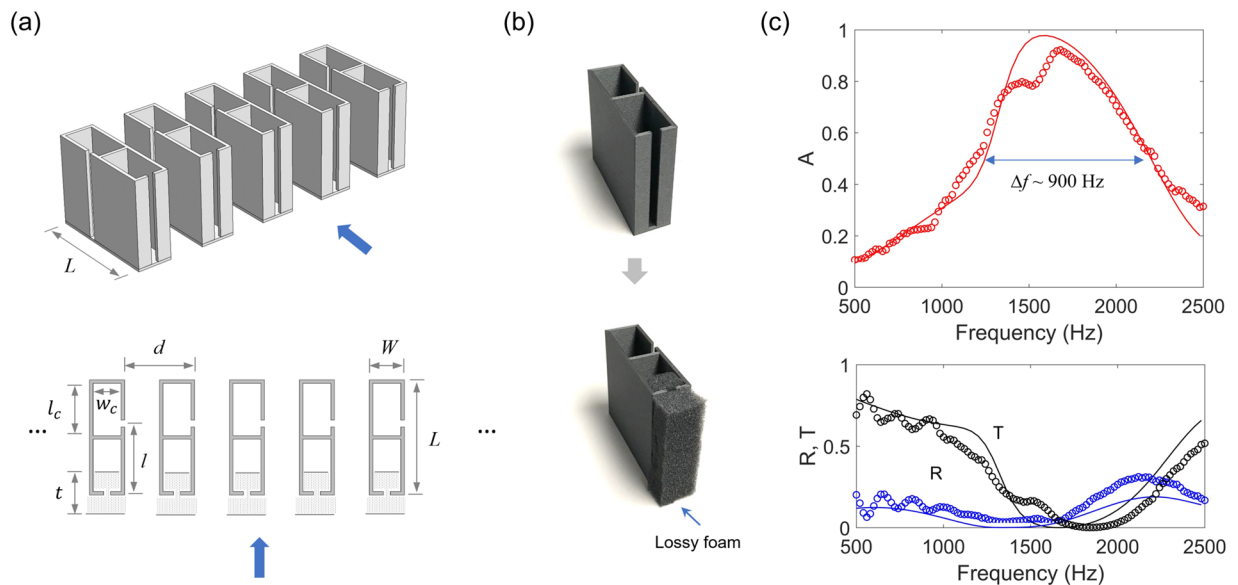 (a)
L
d
W
l_c
w_c
L
l
t
...
...
(b)
Lossy foam
(c)
1
0.8
0.6
0.4
0.2
0
A
Δf ~ 900 Hz
500
1000
1500
2000
2500
Frequency (Hz)
1
0.5
0
R, T
T
R
500
1000
1500
2000
2500
Frequency (Hz)